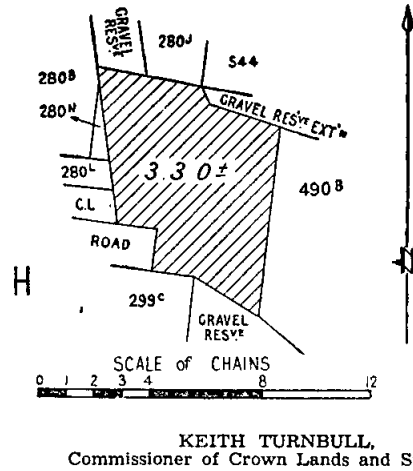 GRAVEL
RESVE
280J
544
280B
280N
GRAVEL RESVE EXTN
3.3.0±
280L
490B
C.L
ROAD
N
H
299C
GRAVEL
RESVE
SCALE of CHAINS
0 1 2 3 4 8 12
KEITH TURNBULL,
Commissioner of Crown Lands and S